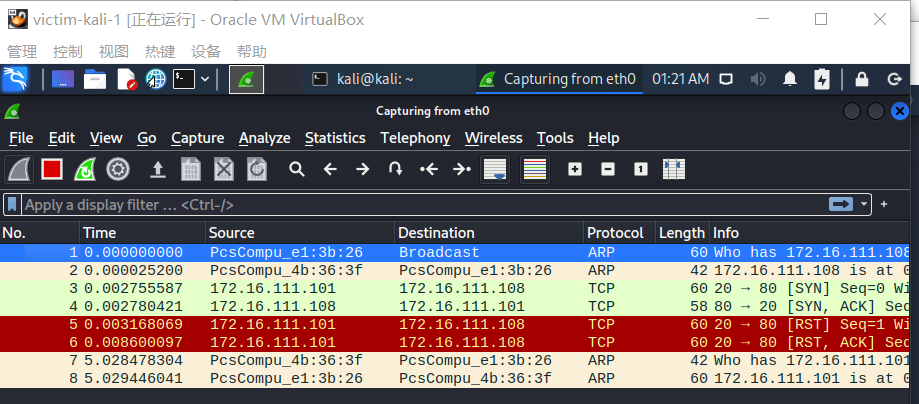 victim-kali-1 [正在运行] - Oracle VM VirtualBox
管理 控制 视图 热键 设备 帮助
kali@kali: ~ Capturing from eth0 01:21 AM
Capturing from eth0
File Edit View Go Capture Analyze Statistics Telephony Wireless Tools Help
Apply a display filter … <Ctrl-/>
No. Time Source Destination Protocol Length Info
1 0.000000000 PcsCompu_e1:3b:26 Broadcast ARP 60 Who has 172.16.111.108
2 0.000025200 PcsCompu_4b:36:3f PcsCompu_e1:3b:26 ARP 42 172.16.111.108 is at 0
3 0.002755587 172.16.111.101 172.16.111.108 TCP 60 20 → 80 [SYN] Seq=0 Wi
4 0.002780421 172.16.111.108 172.16.111.101 TCP 58 80 → 20 [SYN, ACK] Seq
5 0.003168069 172.16.111.101 172.16.111.108 TCP 60 20 → 80 [RST] Seq=1 Wi
6 0.008600097 172.16.111.101 172.16.111.108 TCP 60 20 → 80 [RST, ACK] Seq
7 5.028478304 PcsCompu_4b:36:3f PcsCompu_e1:3b:26 ARP 42 Who has 172.16.111.101
8 5.029446041 PcsCompu_e1:3b:26 PcsCompu_4b:36:3f ARP 60 172.16.111.101 is at 0